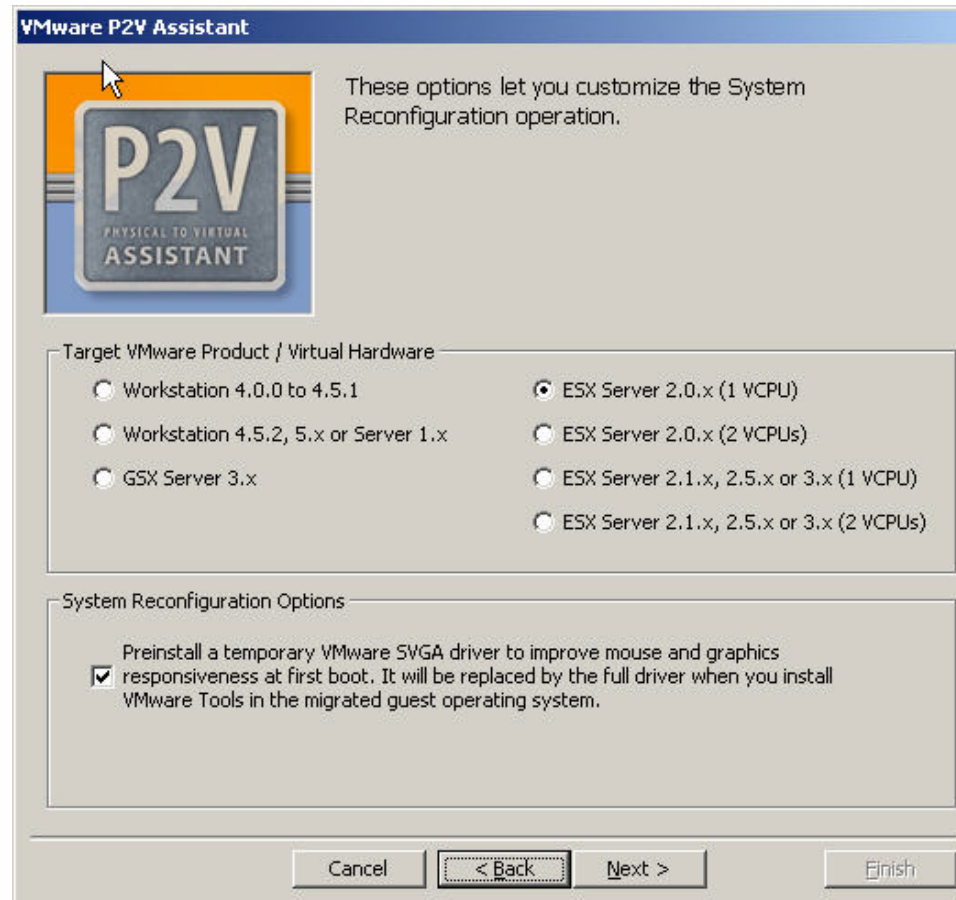 VMware P2V Assistant
P2V
PHYSICAL TO VIRTUAL
ASSISTANT
These options let you customize the System
Reconfiguration operation.
Target VMware Product / Virtual Hardware
Workstation 4.0.0 to 4.5.1
Workstation 4.5.2, 5.x or Server 1.x
GSX Server 3.x
ESX Server 2.0.x (1 VCPU)
ESX Server 2.0.x (2 VCPUs)
ESX Server 2.1.x, 2.5.x or 3.x (1 VCPU)
ESX Server 2.1.x, 2.5.x or 3.x (2 VCPUs)
System Reconfiguration Options
Preinstall a temporary VMware SVGA driver to improve mouse and graphics
responsiveness at first boot. It will be replaced by the full driver when you install
VMware Tools in the migrated guest operating system.
Cancel
< Back
Next >
Finish